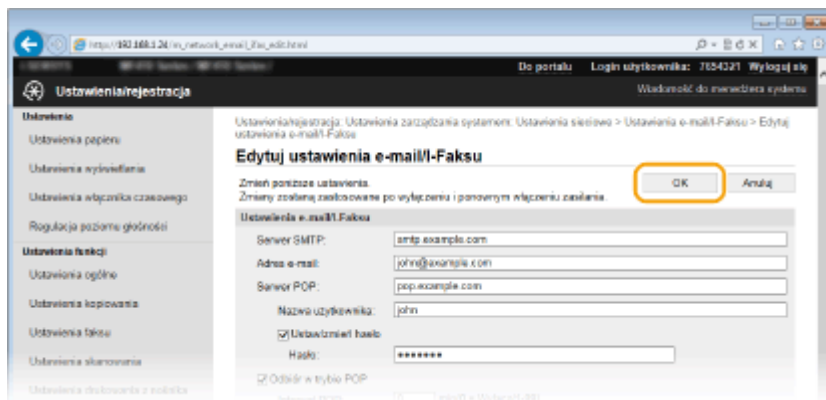 http://192.168.1.24/m_network_email_ifax_edit.html
Do portalu Login użytkownika: 7654321 Wyloguj się
Ustawienia/rejestracja
Wiadomość do menedżera systemu
Ustawienia
Ustawienia papieru
Ustawienia wyświetlania
Ustawienia włącznika czasowego
Regulacja poziomu głośności
Ustawienia funkcji
Ustawienia ogólne
Ustawienia kopiowania
Ustawienia faksu
Ustawienia skanowania
Ustawienia/rejestracja: Ustawienia zarządzania systemem: Ustawienia sieciowe > Ustawienia e-mail/I-Faksu > Edytuj
ustawienia e-mail/I-Faksu
Edytuj ustawienia e-mail/I-Faksu
Zmień poniższe ustawienia.
Zmiany zostaną zastosowane po wyłączeniu i ponownym włączeniu zasilania.
OK Anuluj
Ustawienia e-mail/I-Faksu
Serwer SMTP: smtp.example.com
Adres e-mail: john@example.com
Serwer POP: pop.example.com
Nazwa użytkownika: john
Ustaw/zmień hasło
Hasło: •••••••
Odbiór w trybie POP